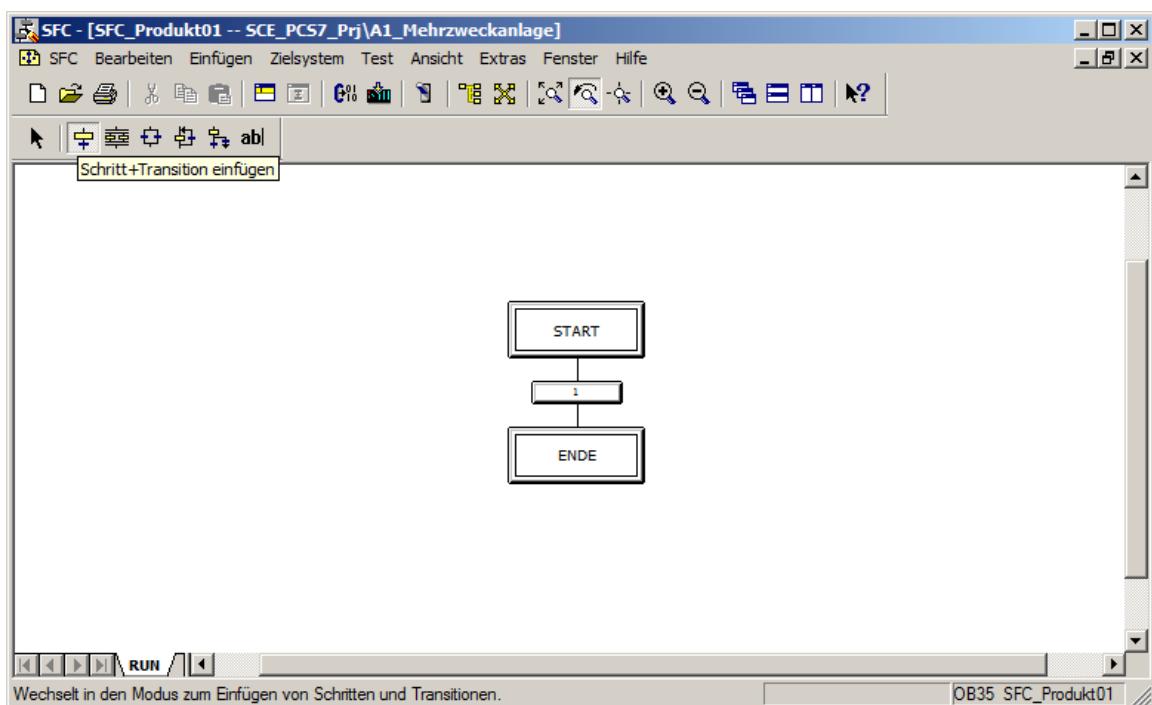 SFC - [SFC_Produkt01 -- SCE_PCS7_Prj\A1_Mehrzweckanlage]
SFC Bearbeiten Einfügen Zielsystem Test Ansicht Extras Fenster Hilfe
ab
Schritt+Transition einfügen
START
1
ENDE
RUN
Wechselt in den Modus zum Einfügen von Schritten und Transitionen.
OB35 SFC_Produkt01